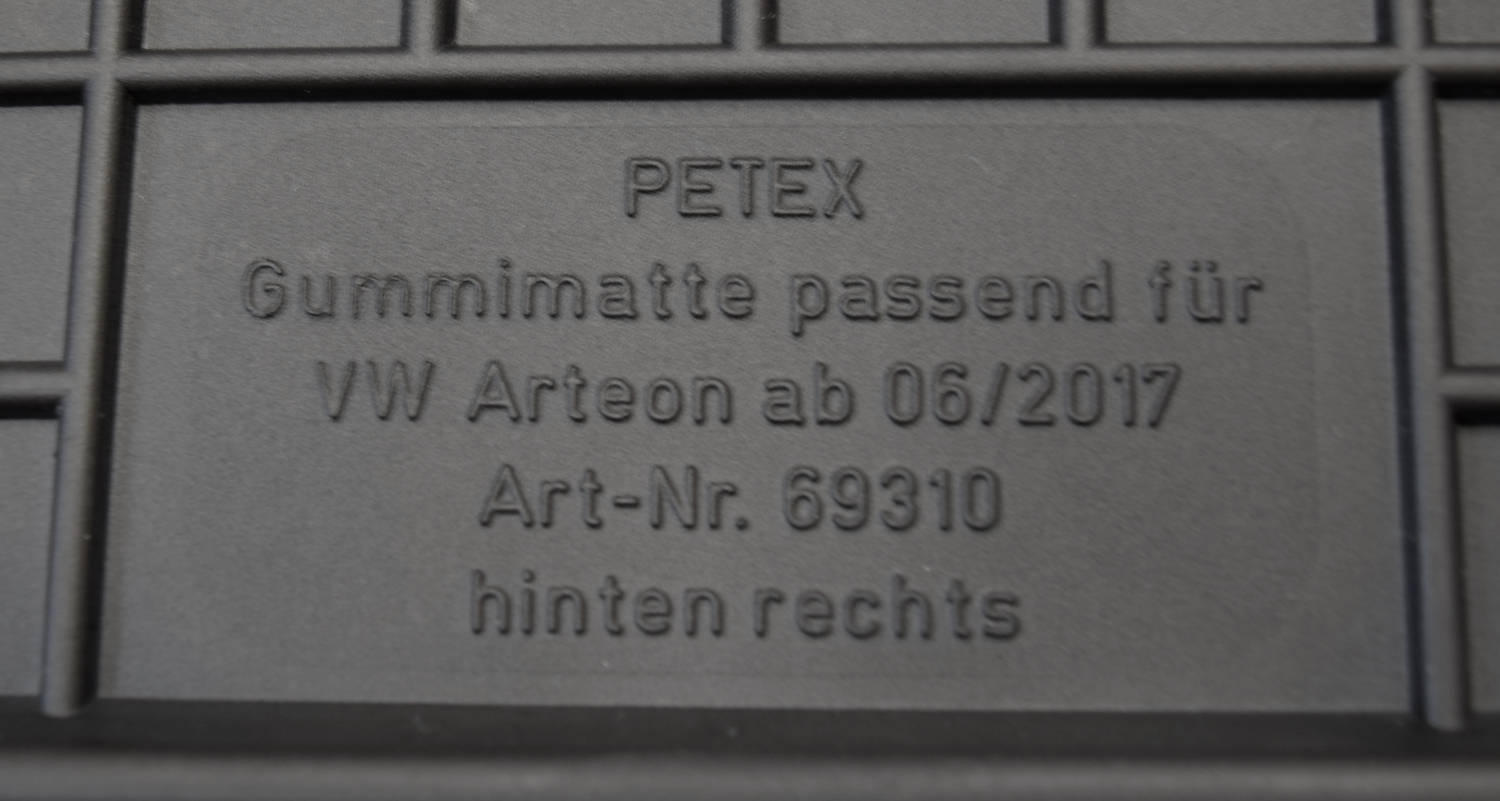 PETEX
Gummimatte passend für
VW Arteon ab 06/2017
Art-Nr. 69310
hinten rechts